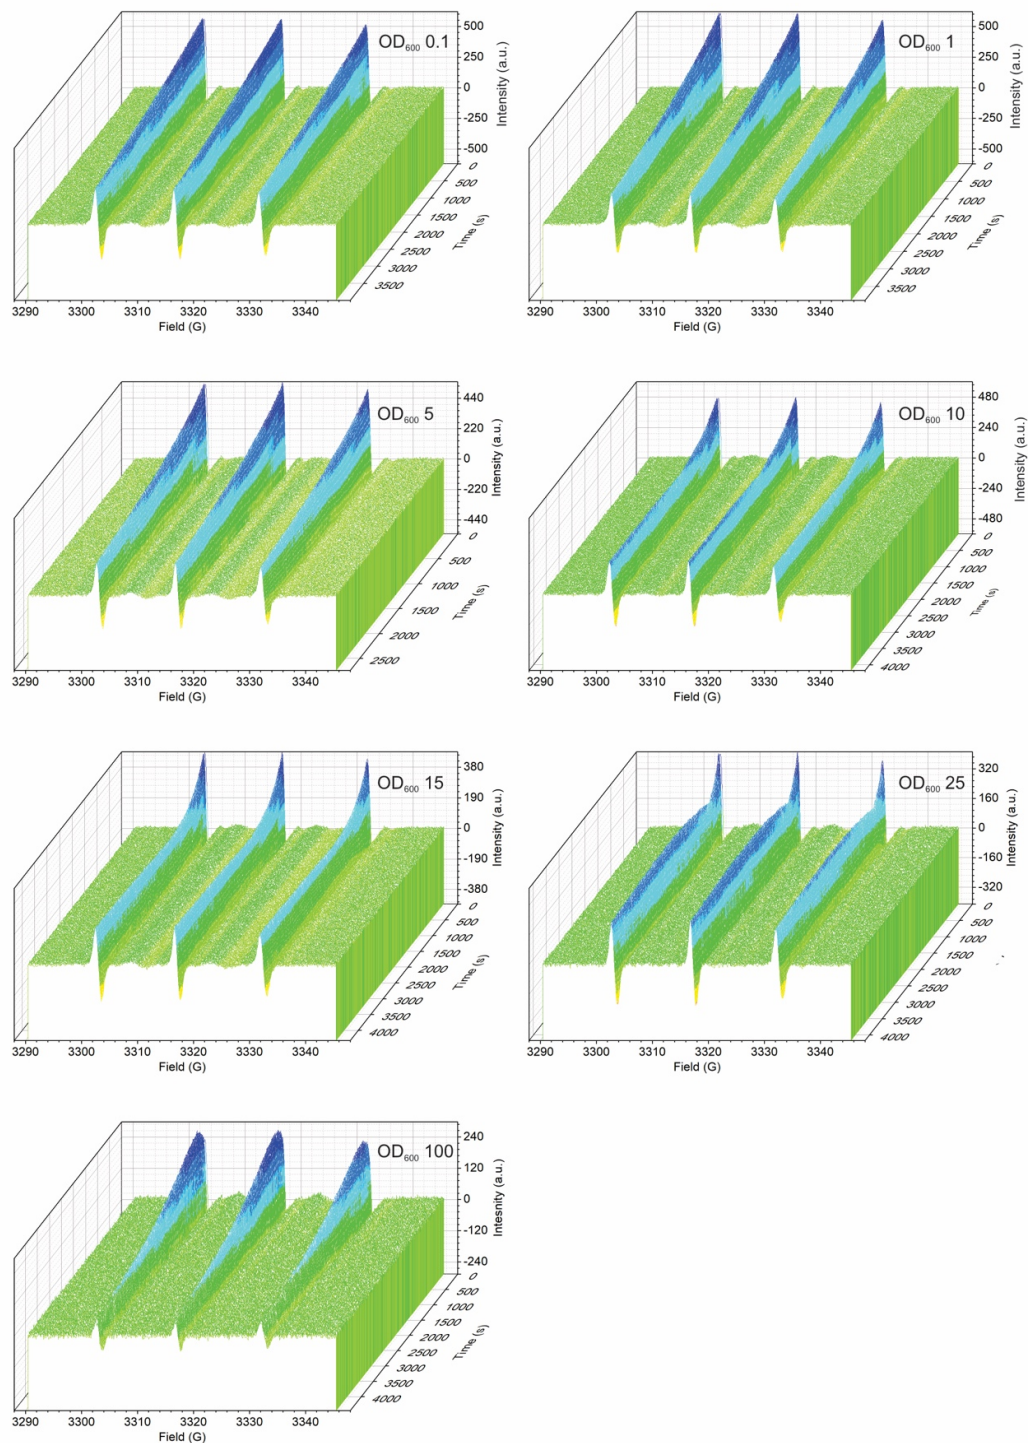 OD600 0.1
500
250
0
-250
-500
Intensity (a.u.)
0
500
1000
1500
2000
2500
3000
3500
Time (s)
3290 3300 3310 3320 3330 3340
Field (G)
OD600 1
500
250
0
-250
-500
Intensity (a.u.)
0
500
1000
1500
2000
2500
3000
3500
Time (s)
3290 3300 3310 3320 3330 3340
Field (G)
OD600 5
440
220
0
-220
-440
Intensity (a.u.)
0
500
1000
1500
2000
2500
Time (s)
3290 3300 3310 3320 3330 3340
Field (G)
OD600 10
480
240
0
-240
-480
Intensity (a.u.)
0
500
1000
1500
2000
2500
3000
3500
4000
Time (s)
3290 3300 3310 3320 3330 3340
Field (G)
OD600 15
380
190
0
-190
-380
Intensity (a.u.)
0
500
1000
1500
2000
2500
3000
3500
4000
Time (s)
3290 3300 3310 3320 3330 3340
Field (G)
OD600 25
320
160
0
-160
-320
Intensity (a.u.)
0
500
1000
1500
2000
2500
3000
3500
4000
Time (s)
3290 3300 3310 3320 3330 3340
Field (G)
OD600 100
240
120
0
-120
-240
Intesnity (a.u.)
0
500
1000
1500
2000
2500
3000
3500
4000
Time (s)
3290 3300 3310 3320 3330 3340
Field (G)